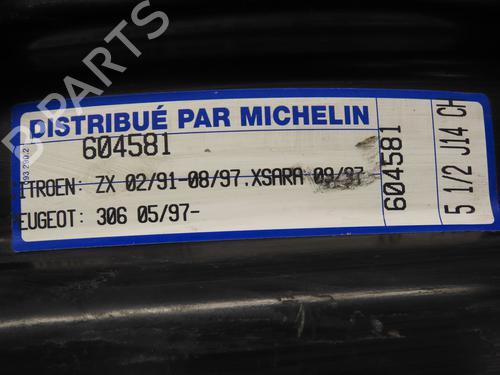 DISTRIBUÉ PAR MICHELIN
604581
ITROEN: ZX 02/91-08/97.XSARA 09/97-
EUGEOT: 306 05/97-
604581
5 1/2 J14 CH
B-PARTS